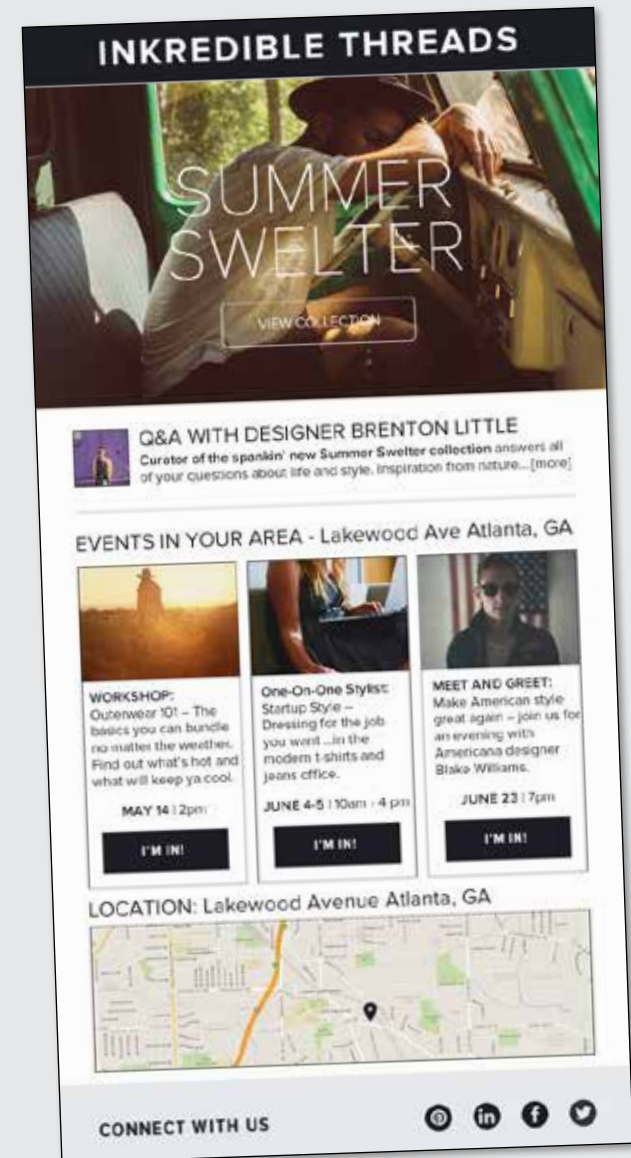 INKREDIBLE THREADS
SUMMER
SWELTER
VIEW COLLECTION
Q&A WITH DESIGNER BRENTON LITTLE
Curator of the spankin' new Summer Swelter collection answers all
of your questions about life and style. Inspiration from nature... [more]
EVENTS IN YOUR AREA - Lakewood Ave Atlanta, GA
WORKSHOP:
Outerwear 101 – The
basics you can bundle
no matter the weather.
Find out what's hot and
what will keep ya cool.
MAY 14 | 2pm
I'M IN!
One-On-One Stylist:
Startup Style –
Dressing for the job
you want ...in the
modern t-shirts and
jeans office.
JUNE 4-5 | 10am - 4 pm
I'M IN!
MEET AND GREET:
Make American style
great again – join us for
an evening with
Americana designer
Blake Williams.
JUNE 23 | 7pm
I'M IN!
LOCATION: Lakewood Avenue Atlanta, GA
CONNECT WITH US